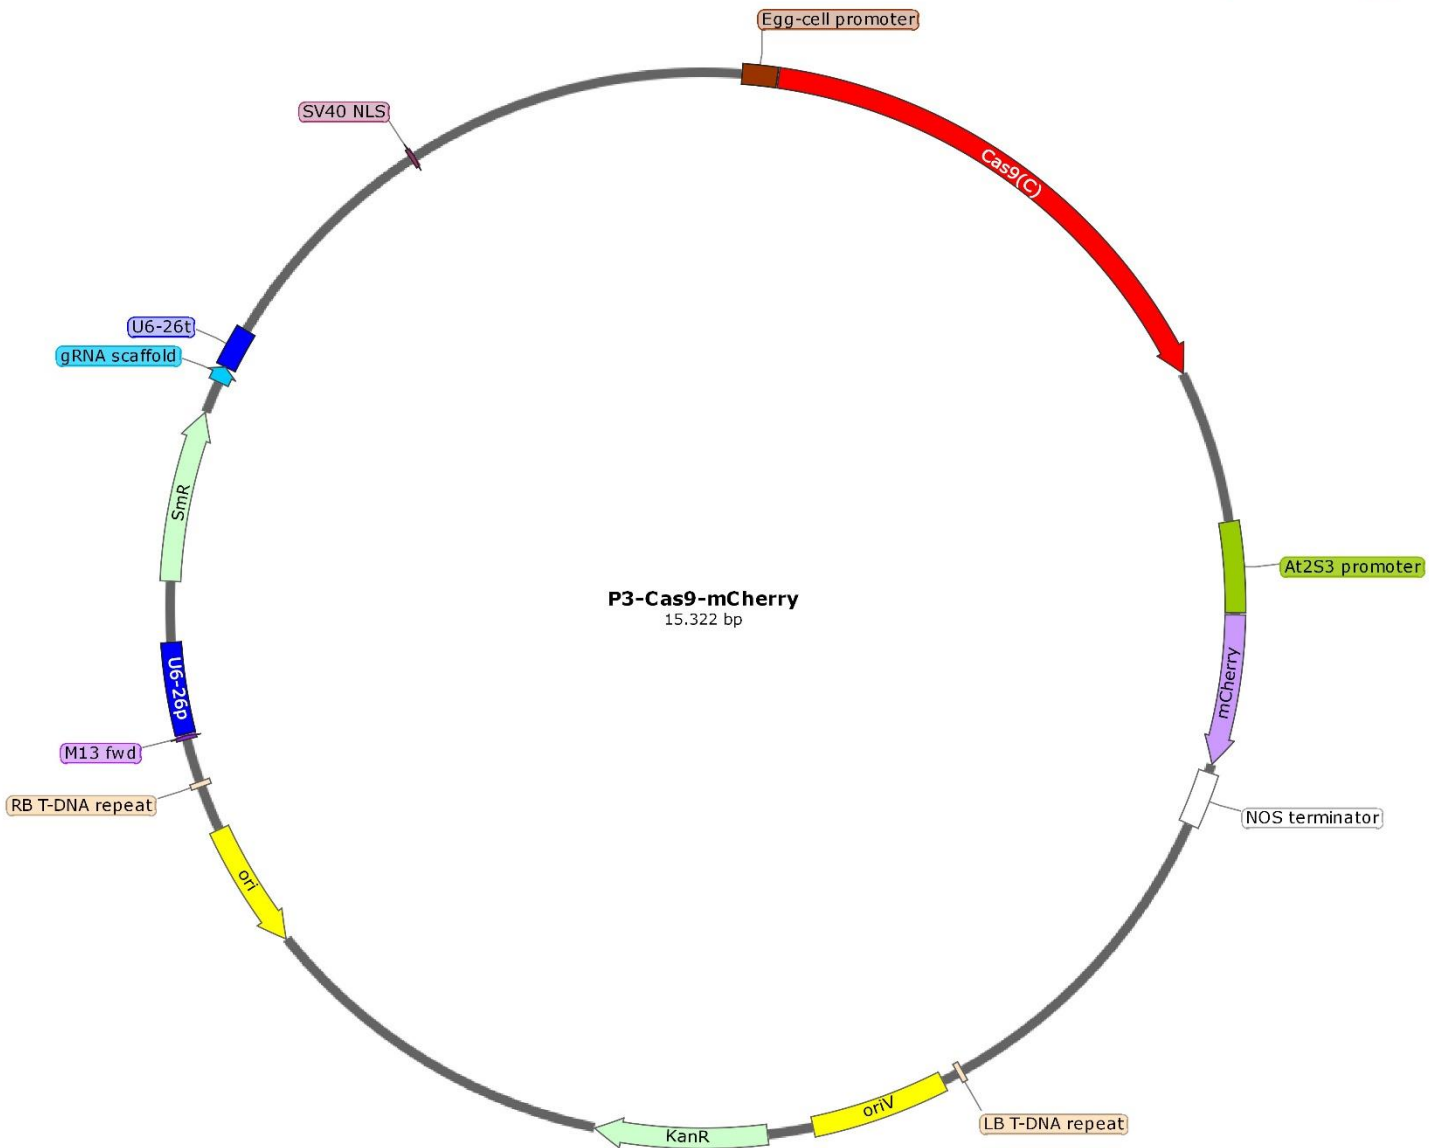 Egg-cell promoter
SV40 NLS
Cas9(C)
U6-26t
gRNA scaffold
SmR
At2S3 promoter
P3-Cas9-mCherry
15.322 bp
mCherry
U6-26p
M13 fwd
RB T-DNA repeat
NOS terminator
ori
oriV
LB T-DNA repeat
KanR